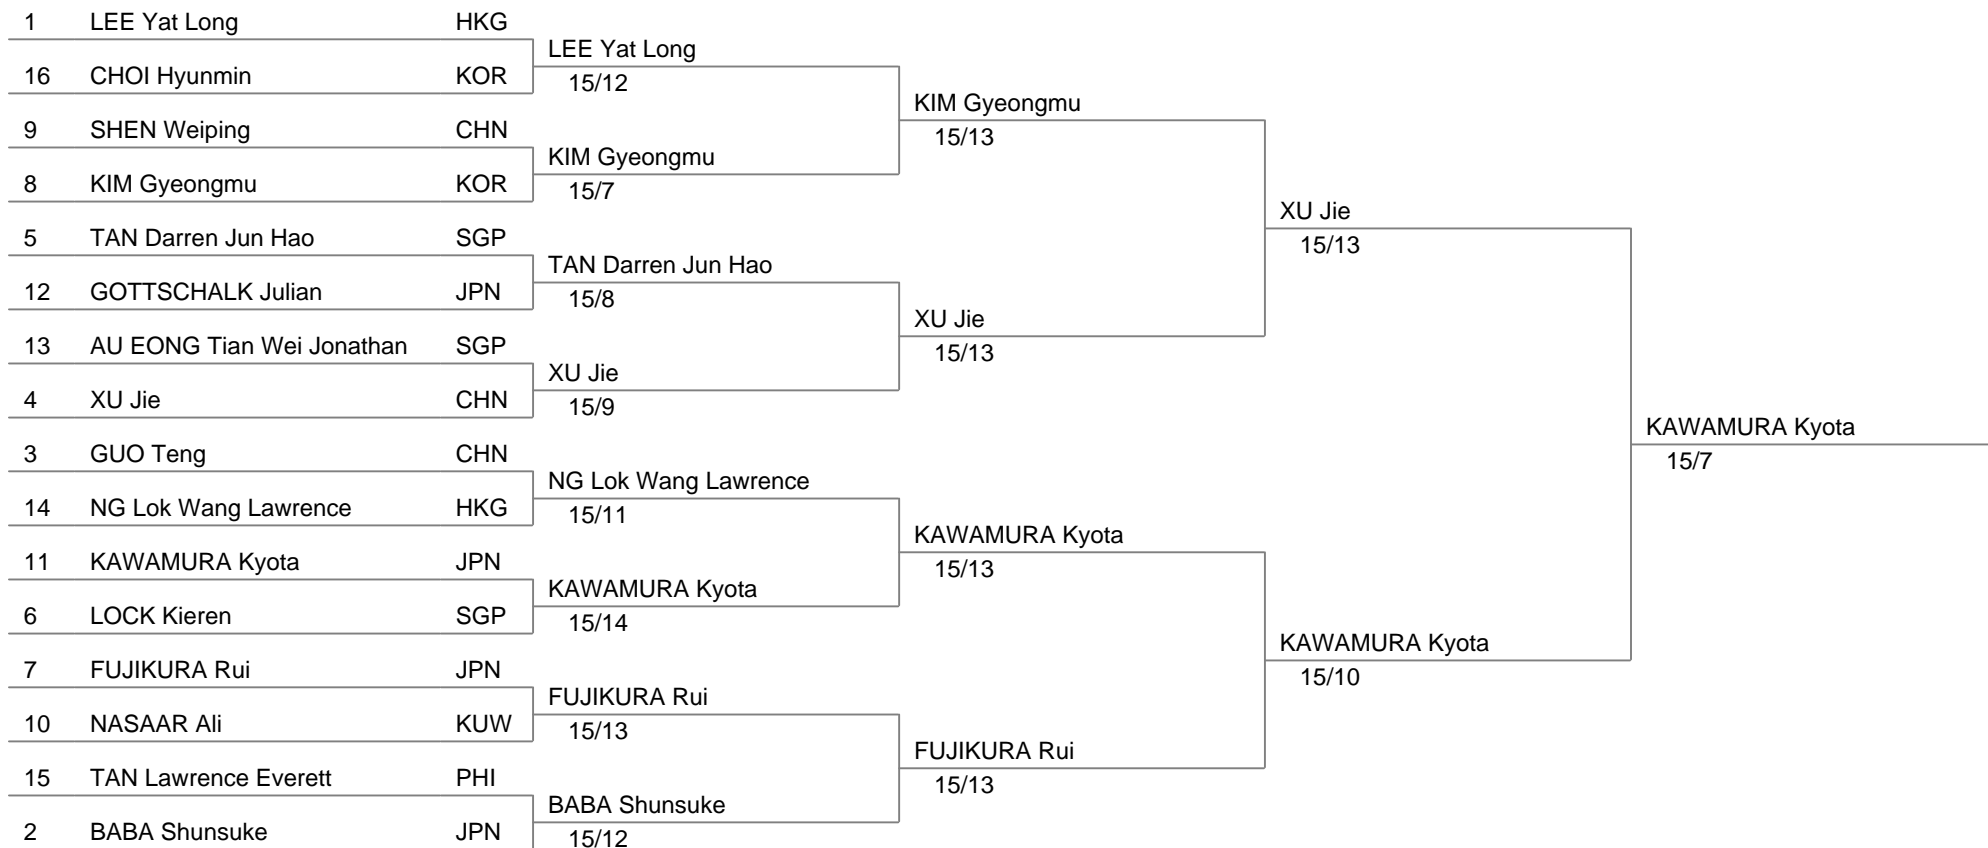 1 LEE Yat Long HKG
16 CHOI Hyunmin KOR
9 SHEN Weiping CHN
8 KIM Gyeongmu KOR
5 TAN Darren Jun Hao SGP
12 GOTTSCHALK Julian JPN
13 AU EONG Tian Wei Jonathan SGP
4 XU Jie CHN
3 GUO Teng CHN
14 NG Lok Wang Lawrence HKG
11 KAWAMURA Kyota JPN
6 LOCK Kieren SGP
7 FUJIKURA Rui JPN
10 NASAAR Ali KUW
15 TAN Lawrence Everett PHI
2 BABA Shunsuke JPN
LEE Yat Long
15/12
KIM Gyeongmu
15/7
TAN Darren Jun Hao
15/8
XU Jie
15/9
NG Lok Wang Lawrence
15/11
KAWAMURA Kyota
15/14
FUJIKURA Rui
15/13
BABA Shunsuke
15/12
KIM Gyeongmu
15/13
XU Jie
15/13
KAWAMURA Kyota
15/13
FUJIKURA Rui
15/13
XU Jie
15/13
KAWAMURA Kyota
15/10
KAWAMURA Kyota
15/7